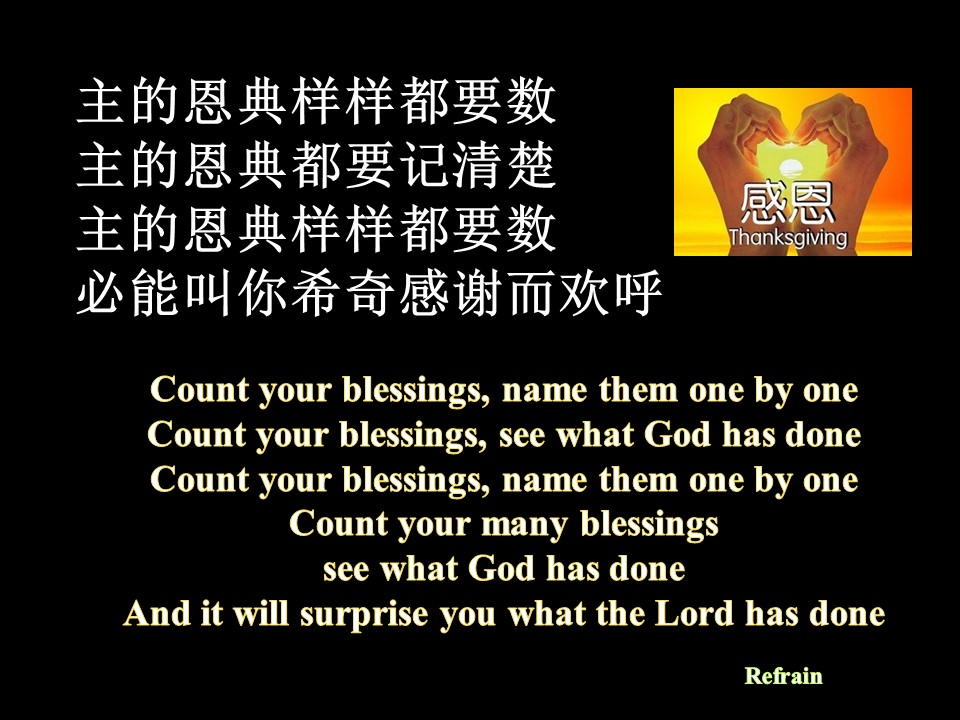 主的恩典样样都要数
主的恩典都要记清楚
主的恩典样样都要数
必能叫你希奇感谢而欢呼
感恩
Thanksgiving
Count your blessings, name them one by one
Count your blessings, see what God has done
Count your blessings, name them one by one
Count your many blessings
see what God has done
And it will surprise you what the Lord has done
Refrain